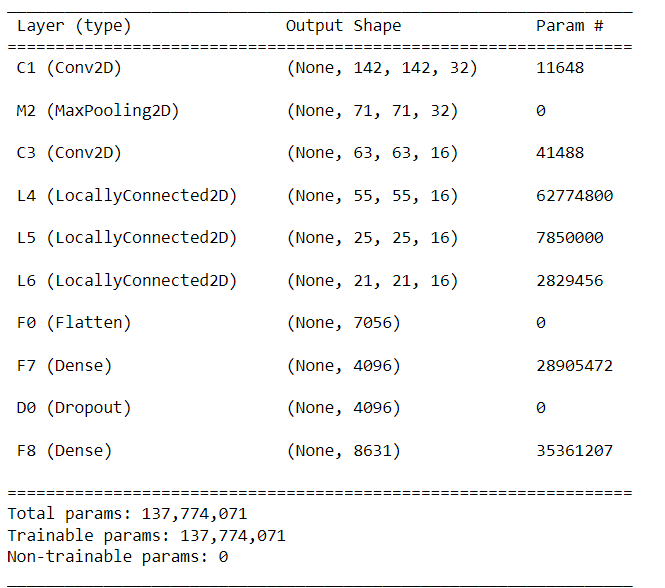 Layer (type) Output Shape Param #
C1 (Conv2D) (None, 142, 142, 32) 11648
M2 (MaxPooling2D) (None, 71, 71, 32) 0
C3 (Conv2D) (None, 63, 63, 16) 41488
L4 (LocallyConnected2D) (None, 55, 55, 16) 62774800
L5 (LocallyConnected2D) (None, 25, 25, 16) 7850000
L6 (LocallyConnected2D) (None, 21, 21, 16) 2829456
F0 (Flatten) (None, 7056) 0
F7 (Dense) (None, 4096) 28905472
D0 (Dropout) (None, 4096) 0
F8 (Dense) (None, 8631) 35361207
Total params: 137,774,071
Trainable params: 137,774,071
Non-trainable params: 0